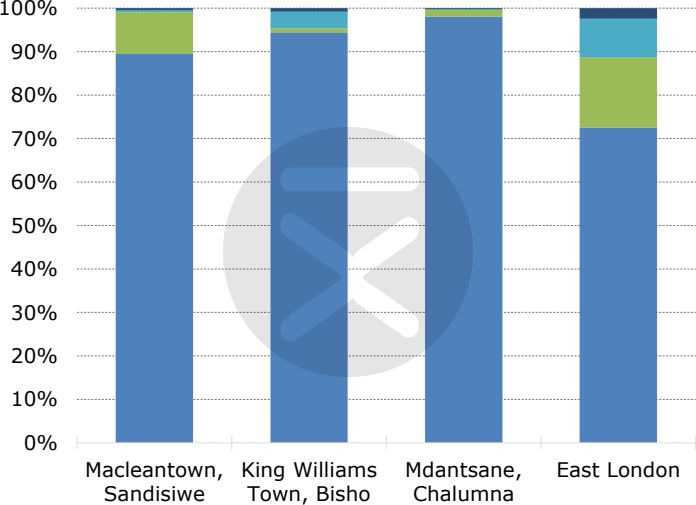 100%
90%
80%
70%
60%
50%
40%
30%
20%
10%
0%
Macleantown,
Sandisiwe
King Williams
Town, Bisho
Mdantsane,
Chalumna
East London